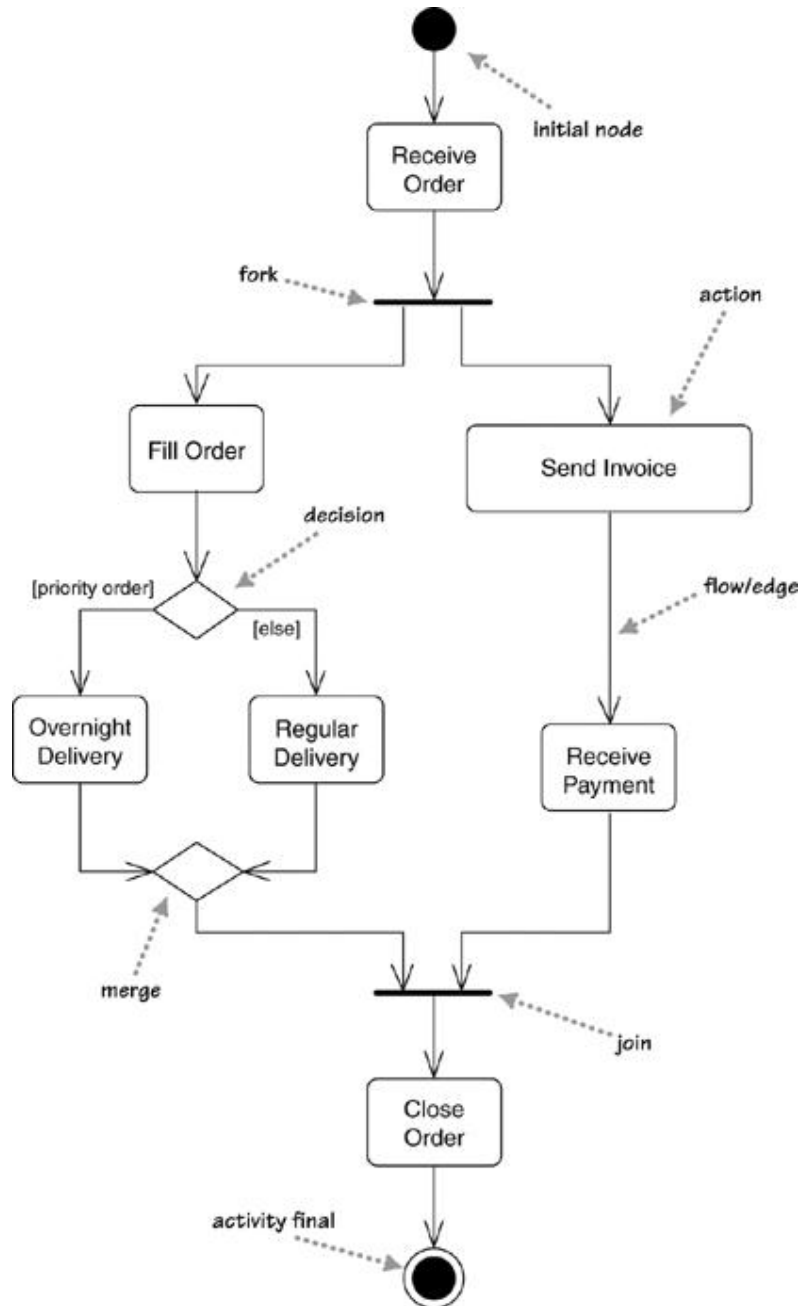 initial node
Receive
Order
fork
action
Fill Order
Send Invoice
decision
[priority order]
[else]
flow/edge
Overnight
Delivery
Regular
Delivery
Receive
Payment
merge
join
Close
Order
activity final